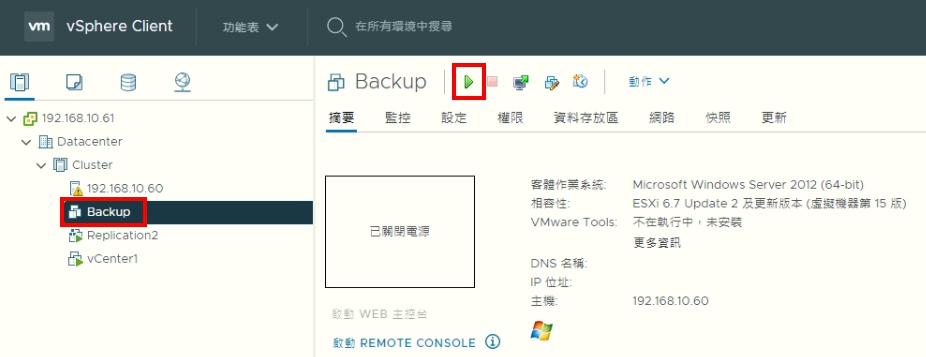 vm vSphere Client 功能表 在所有環境中搜尋
192.168.10.61
Datacenter
Cluster
192.168.10.60
Backup
Replication2
vCenter1
Backup 動作
摘要 監控 設定 權限 資料存放區 網路 快照 更新
已關閉電源
客體作業系統: Microsoft Windows Server 2012 (64-bit)
相容性: ESXi 6.7 Update 2 及更新版本 (虛擬機器第 15 版)
VMware Tools: 不在執行中，未安裝
更多資訊
DNS 名稱:
IP 位址:
主機: 192.168.10.60
啟動 WEB 主控台
啟動 REMOTE CONSOLE